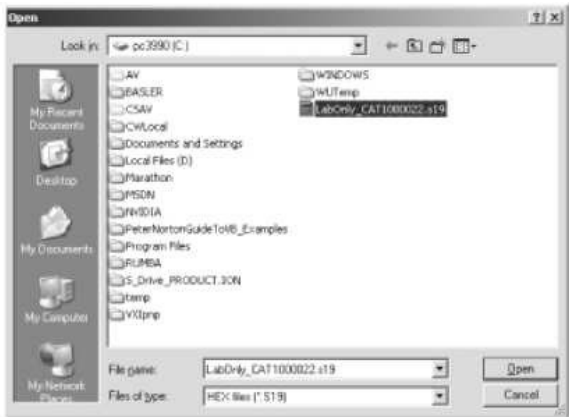 Open
Look in: pc3990 (C:)
My Recent Documents
Desktop
My Documents
My Computer
My Network Places
AV
BASLER
CSAV
CWLocal
Documents and Settings
Local Files (D)
Marathon
MSDN
NVIDIA
PeterNortonGuideToVB_Examples
Program Files
RUMBA
S_Drive_PRODUCT.ION
temp
VXIpnp
WINDOWS
WUTemp
LabOnly_CAT1000022.s19
File name: LabOnly_CAT1000022.s19
Open
Files of type: HEX files (*.S19)
Cancel